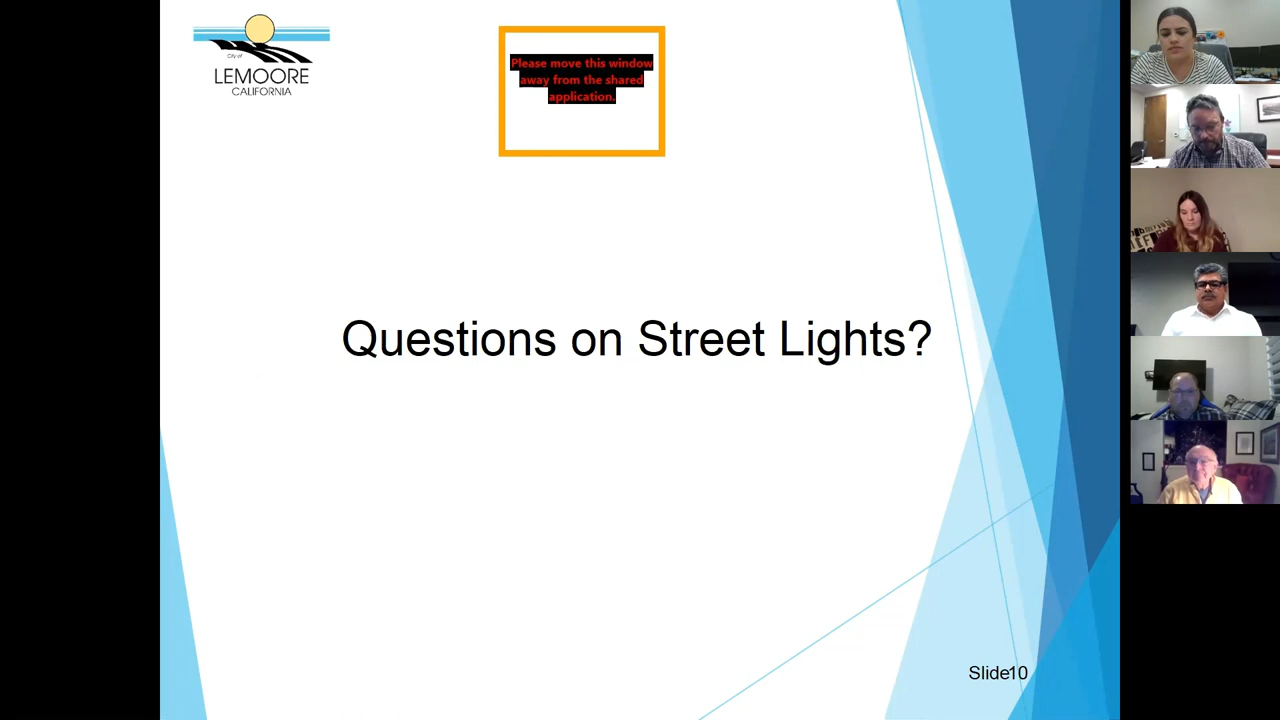 City of
LEMOORE
CALIFORNIA
Please move this window
away from the shared
application.
Questions on Street Lights?
Slide10